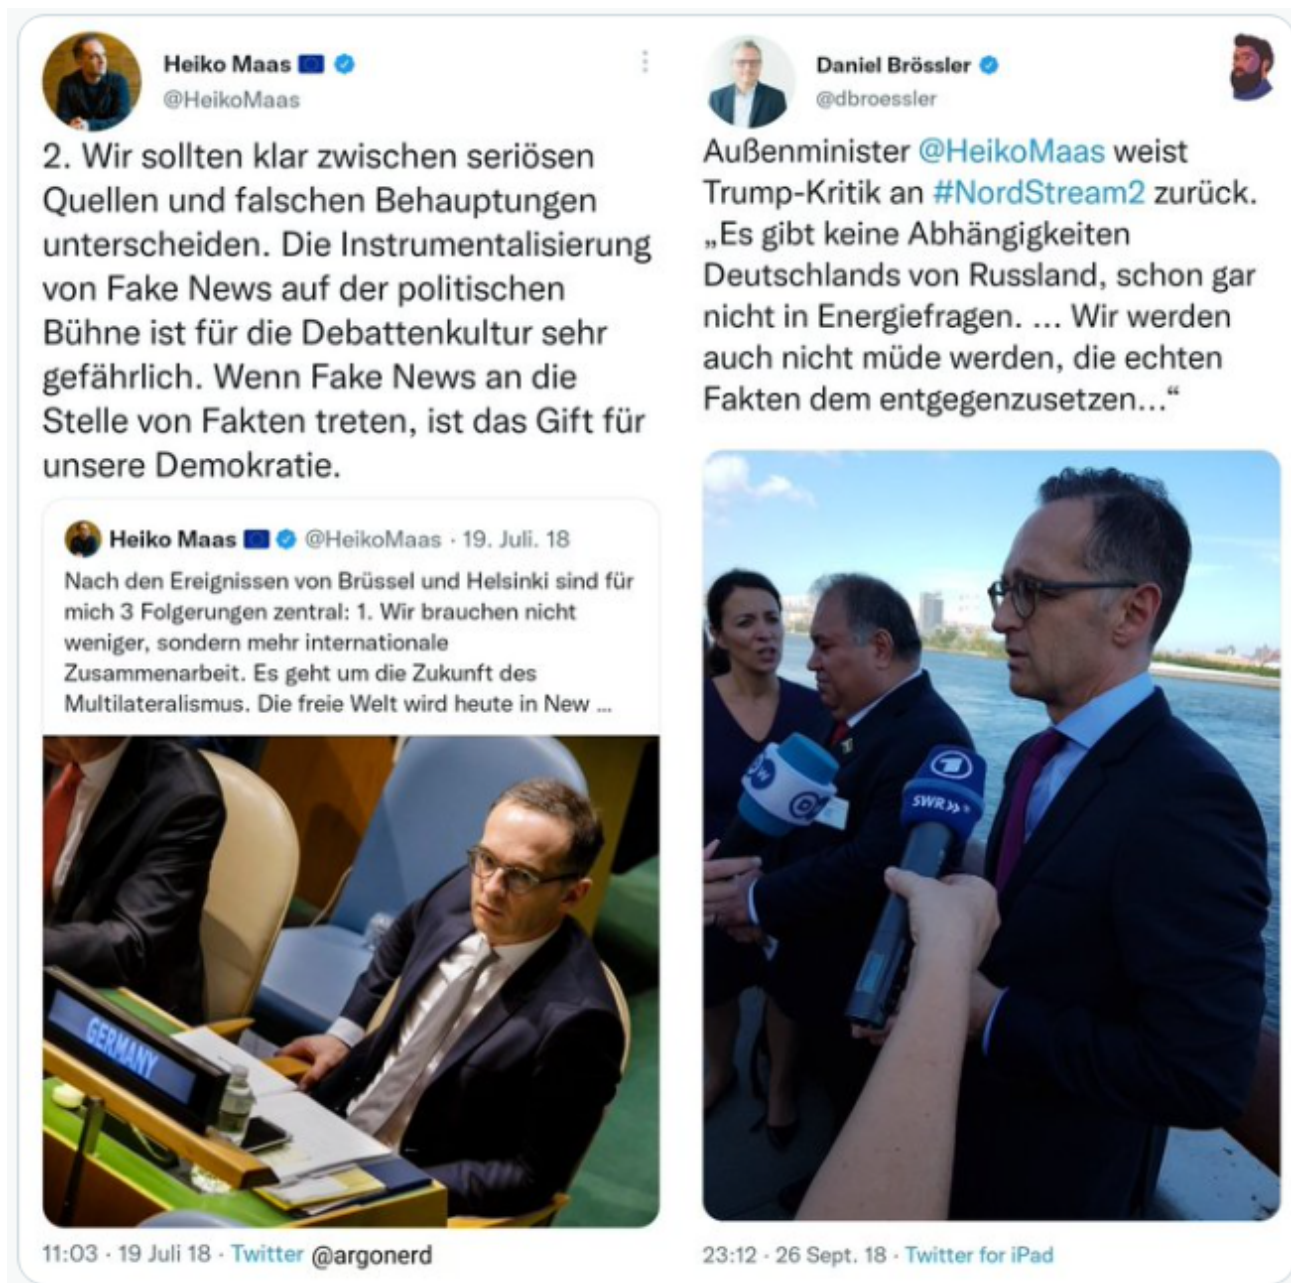 Heiko Maas
@HeikoMaas
2. Wir sollten klar zwischen seriösen
Quellen und falschen Behauptungen
unterscheiden. Die Instrumentalisierung
von Fake News auf der politischen
Bühne ist für die Debattenkultur sehr
gefährlich. Wenn Fake News an die
Stelle von Fakten treten, ist das Gift für
unsere Demokratie.
Heiko Maas @HeikoMaas · 19. Juli. 18
Nach den Ereignissen von Brüssel und Helsinki sind für
mich 3 Folgerungen zentral: 1. Wir brauchen nicht
weniger, sondern mehr internationale
Zusammenarbeit. Es geht um die Zukunft des
Multilateralismus. Die freie Welt wird heute in New ...
GERMANY
11:03 · 19 Juli 18 · Twitter @argonerd
Daniel Brössler
@dbroessler
Außenminister @HeikoMaas weist
Trump-Kritik an #NordStream2 zurück.
„Es gibt keine Abhängigkeiten
Deutschlands von Russland, schon gar
nicht in Energiefragen. ... Wir werden
auch nicht müde werden, die echten
Fakten dem entgegenzusetzen...“
DW
1
SWR»
23:12 · 26 Sept. 18 · Twitter for iPad